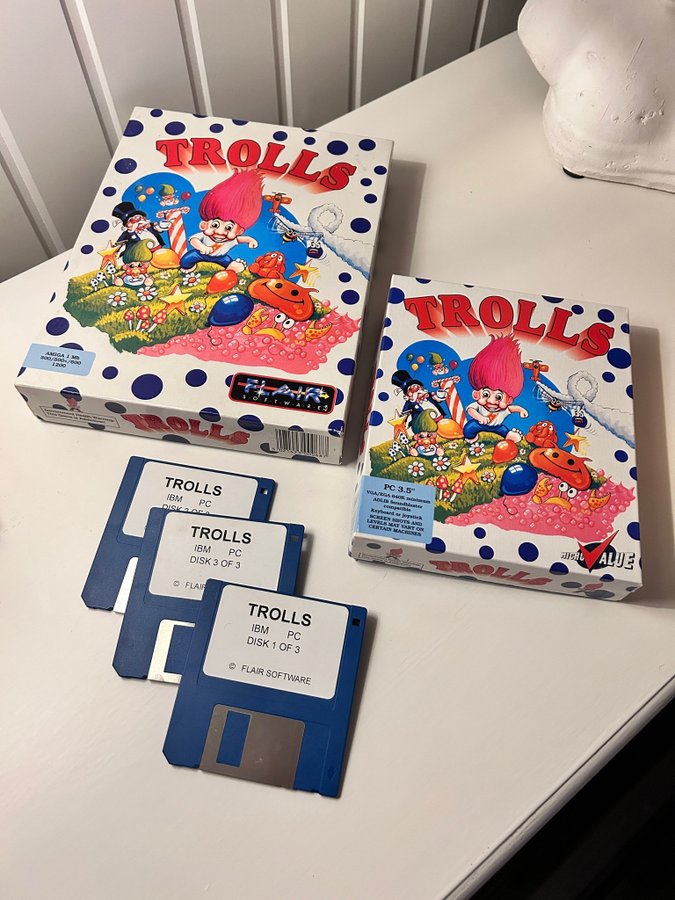 TROLLS
AMIGA 1 Mb
500/500+/600
1200
FLAIR
SOFTWARE
TROLLS
TROLLS
PC 3.5"
VGA/EGA 640K minimum
ADLIB Soundblaster
compatible
Keyboard or joystick
SCREEN SHOTS AND
LEVELS MAY VARY ON
CERTAIN MACHINES
HIGH VALUE
TROLLS
TROLLS
IBM PC
DISK
TROLLS
IBM PC
DISK 3 OF 3
© FLAIR
TROLLS
IBM PC
DISK 1 OF 3
© FLAIR SOFTWARE